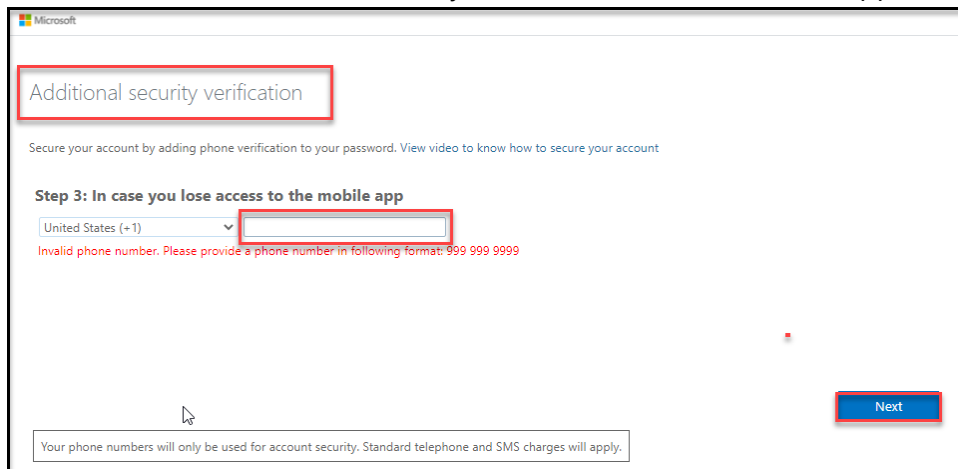 Microsoft
Additional security verification
Secure your account by adding phone verification to your password. View video to know how to secure your account
Step 3: In case you lose access to the mobile app
United States (+1)
Invalid phone number. Please provide a phone number in following format: 999 999 9999
Next
Your phone numbers will only be used for account security. Standard telephone and SMS charges will apply.